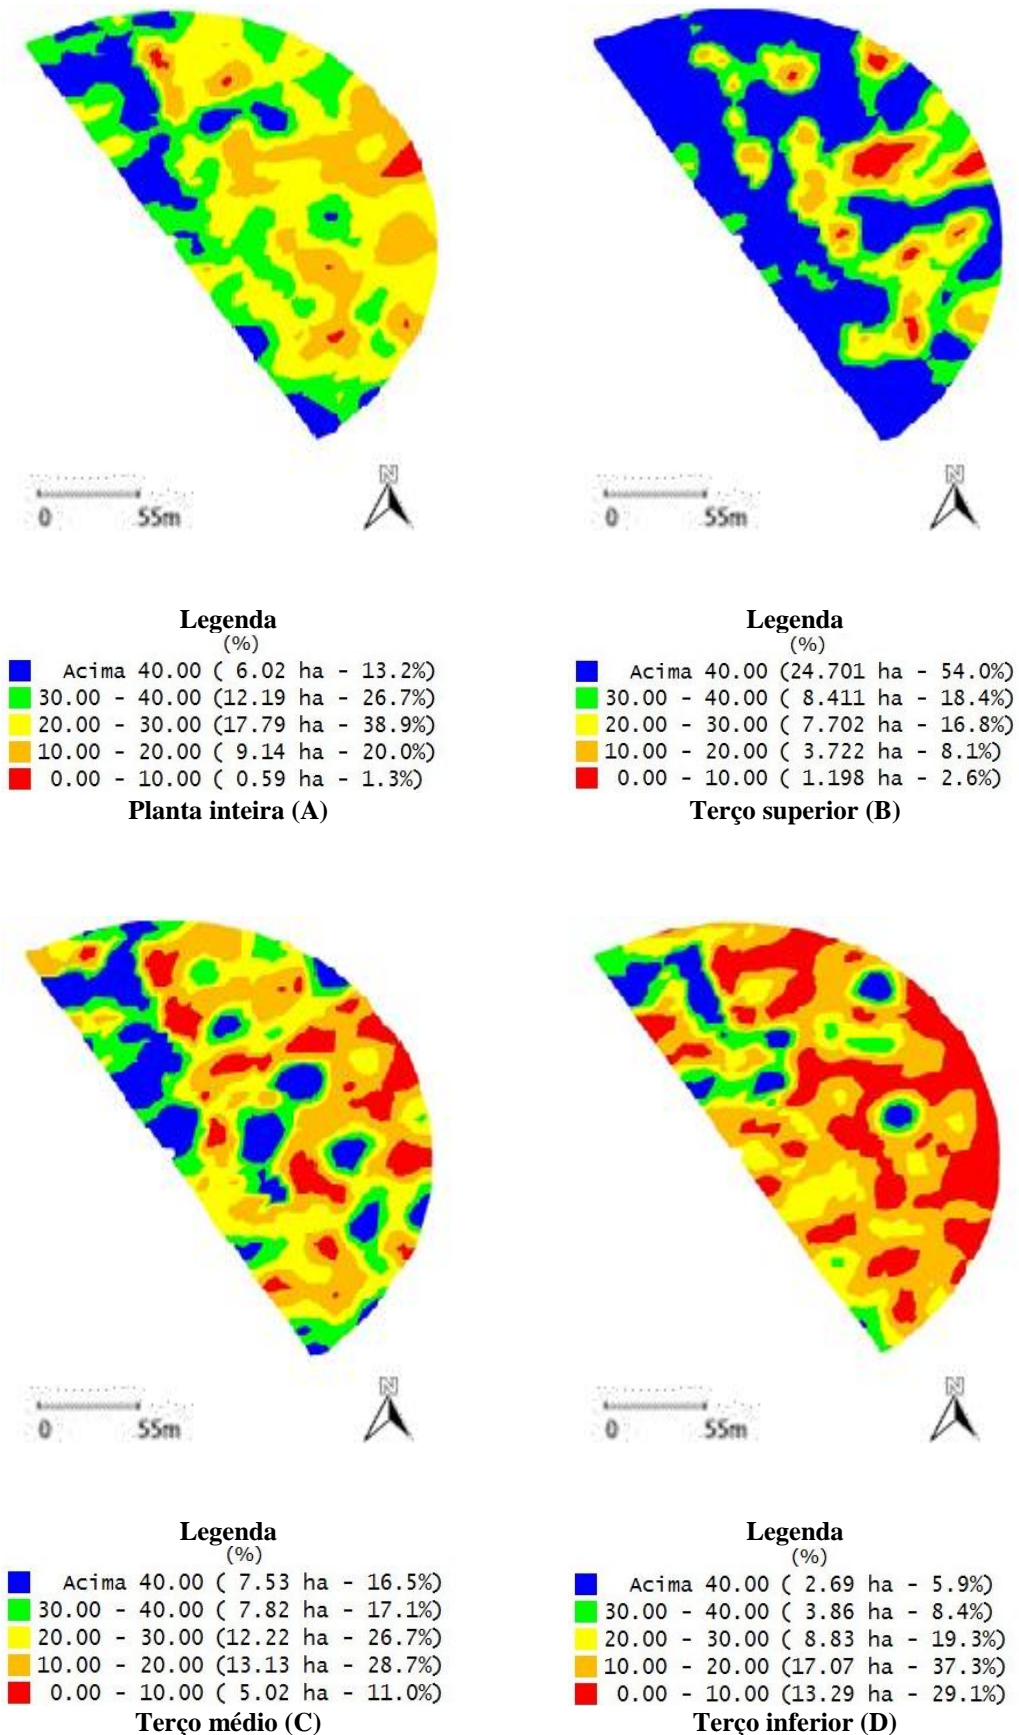 N N
0 55m 0 55m
Legenda
(%)
Acima 40.00 ( 6.02 ha - 13.2%)
30.00 - 40.00 (12.19 ha - 26.7%)
20.00 - 30.00 (17.79 ha - 38.9%)
10.00 - 20.00 ( 9.14 ha - 20.0%)
0.00 - 10.00 ( 0.59 ha - 1.3%)
Planta inteira (A)
Legenda
(%)
Acima 40.00 (24.701 ha - 54.0%)
30.00 - 40.00 ( 8.411 ha - 18.4%)
20.00 - 30.00 ( 7.702 ha - 16.8%)
10.00 - 20.00 ( 3.722 ha - 8.1%)
0.00 - 10.00 ( 1.198 ha - 2.6%)
Terço superior (B)
N N
0 55m 0 55m
Legenda
(%)
Acima 40.00 ( 7.53 ha - 16.5%)
30.00 - 40.00 ( 7.82 ha - 17.1%)
20.00 - 30.00 (12.22 ha - 26.7%)
10.00 - 20.00 (13.13 ha - 28.7%)
0.00 - 10.00 ( 5.02 ha - 11.0%)
Terço médio (C)
Legenda
(%)
Acima 40.00 ( 2.69 ha - 5.9%)
30.00 - 40.00 ( 3.86 ha - 8.4%)
20.00 - 30.00 ( 8.83 ha - 19.3%)
10.00 - 20.00 (17.07 ha - 37.3%)
0.00 - 10.00 (13.29 ha - 29.1%)
Terço inferior (D)